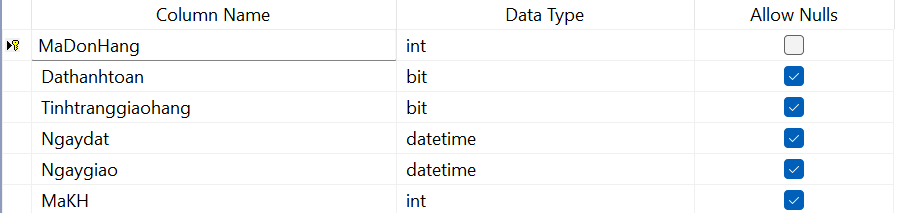 Column Name Data Type Allow Nulls
MaDonHang int
Dathanhtoan bit
Tinhtranggiaohang bit
Ngaydat datetime
Ngaygiao datetime
MaKH int